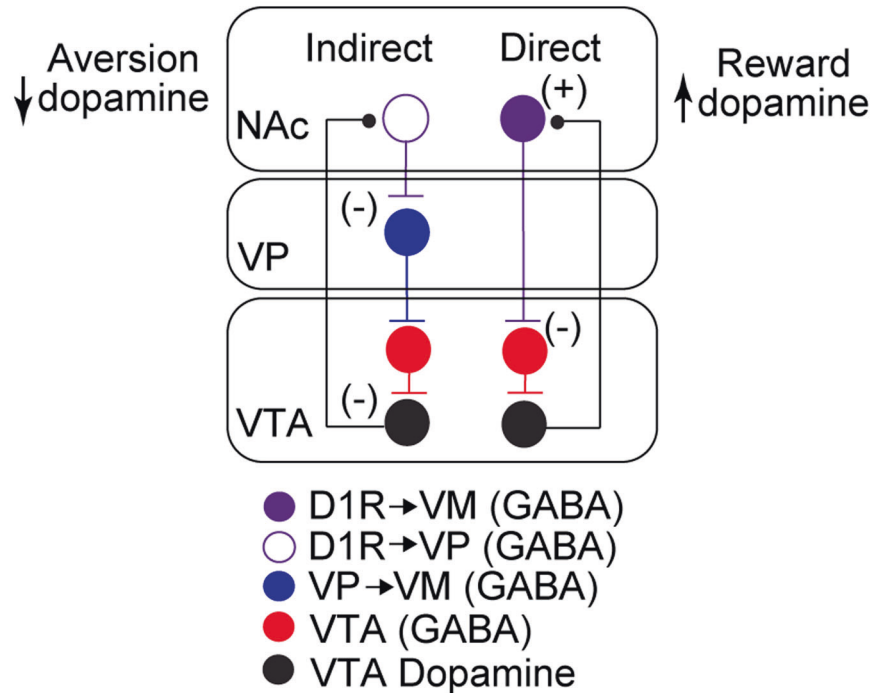 Aversion
dopamine
Indirect
Direct
Reward
dopamine
(+)
NAc
(-)
VP
(-)
(-)
VTA
D1R→VM (GABA)
D1R→VP (GABA)
VP→VM (GABA)
VTA (GABA)
VTA Dopamine